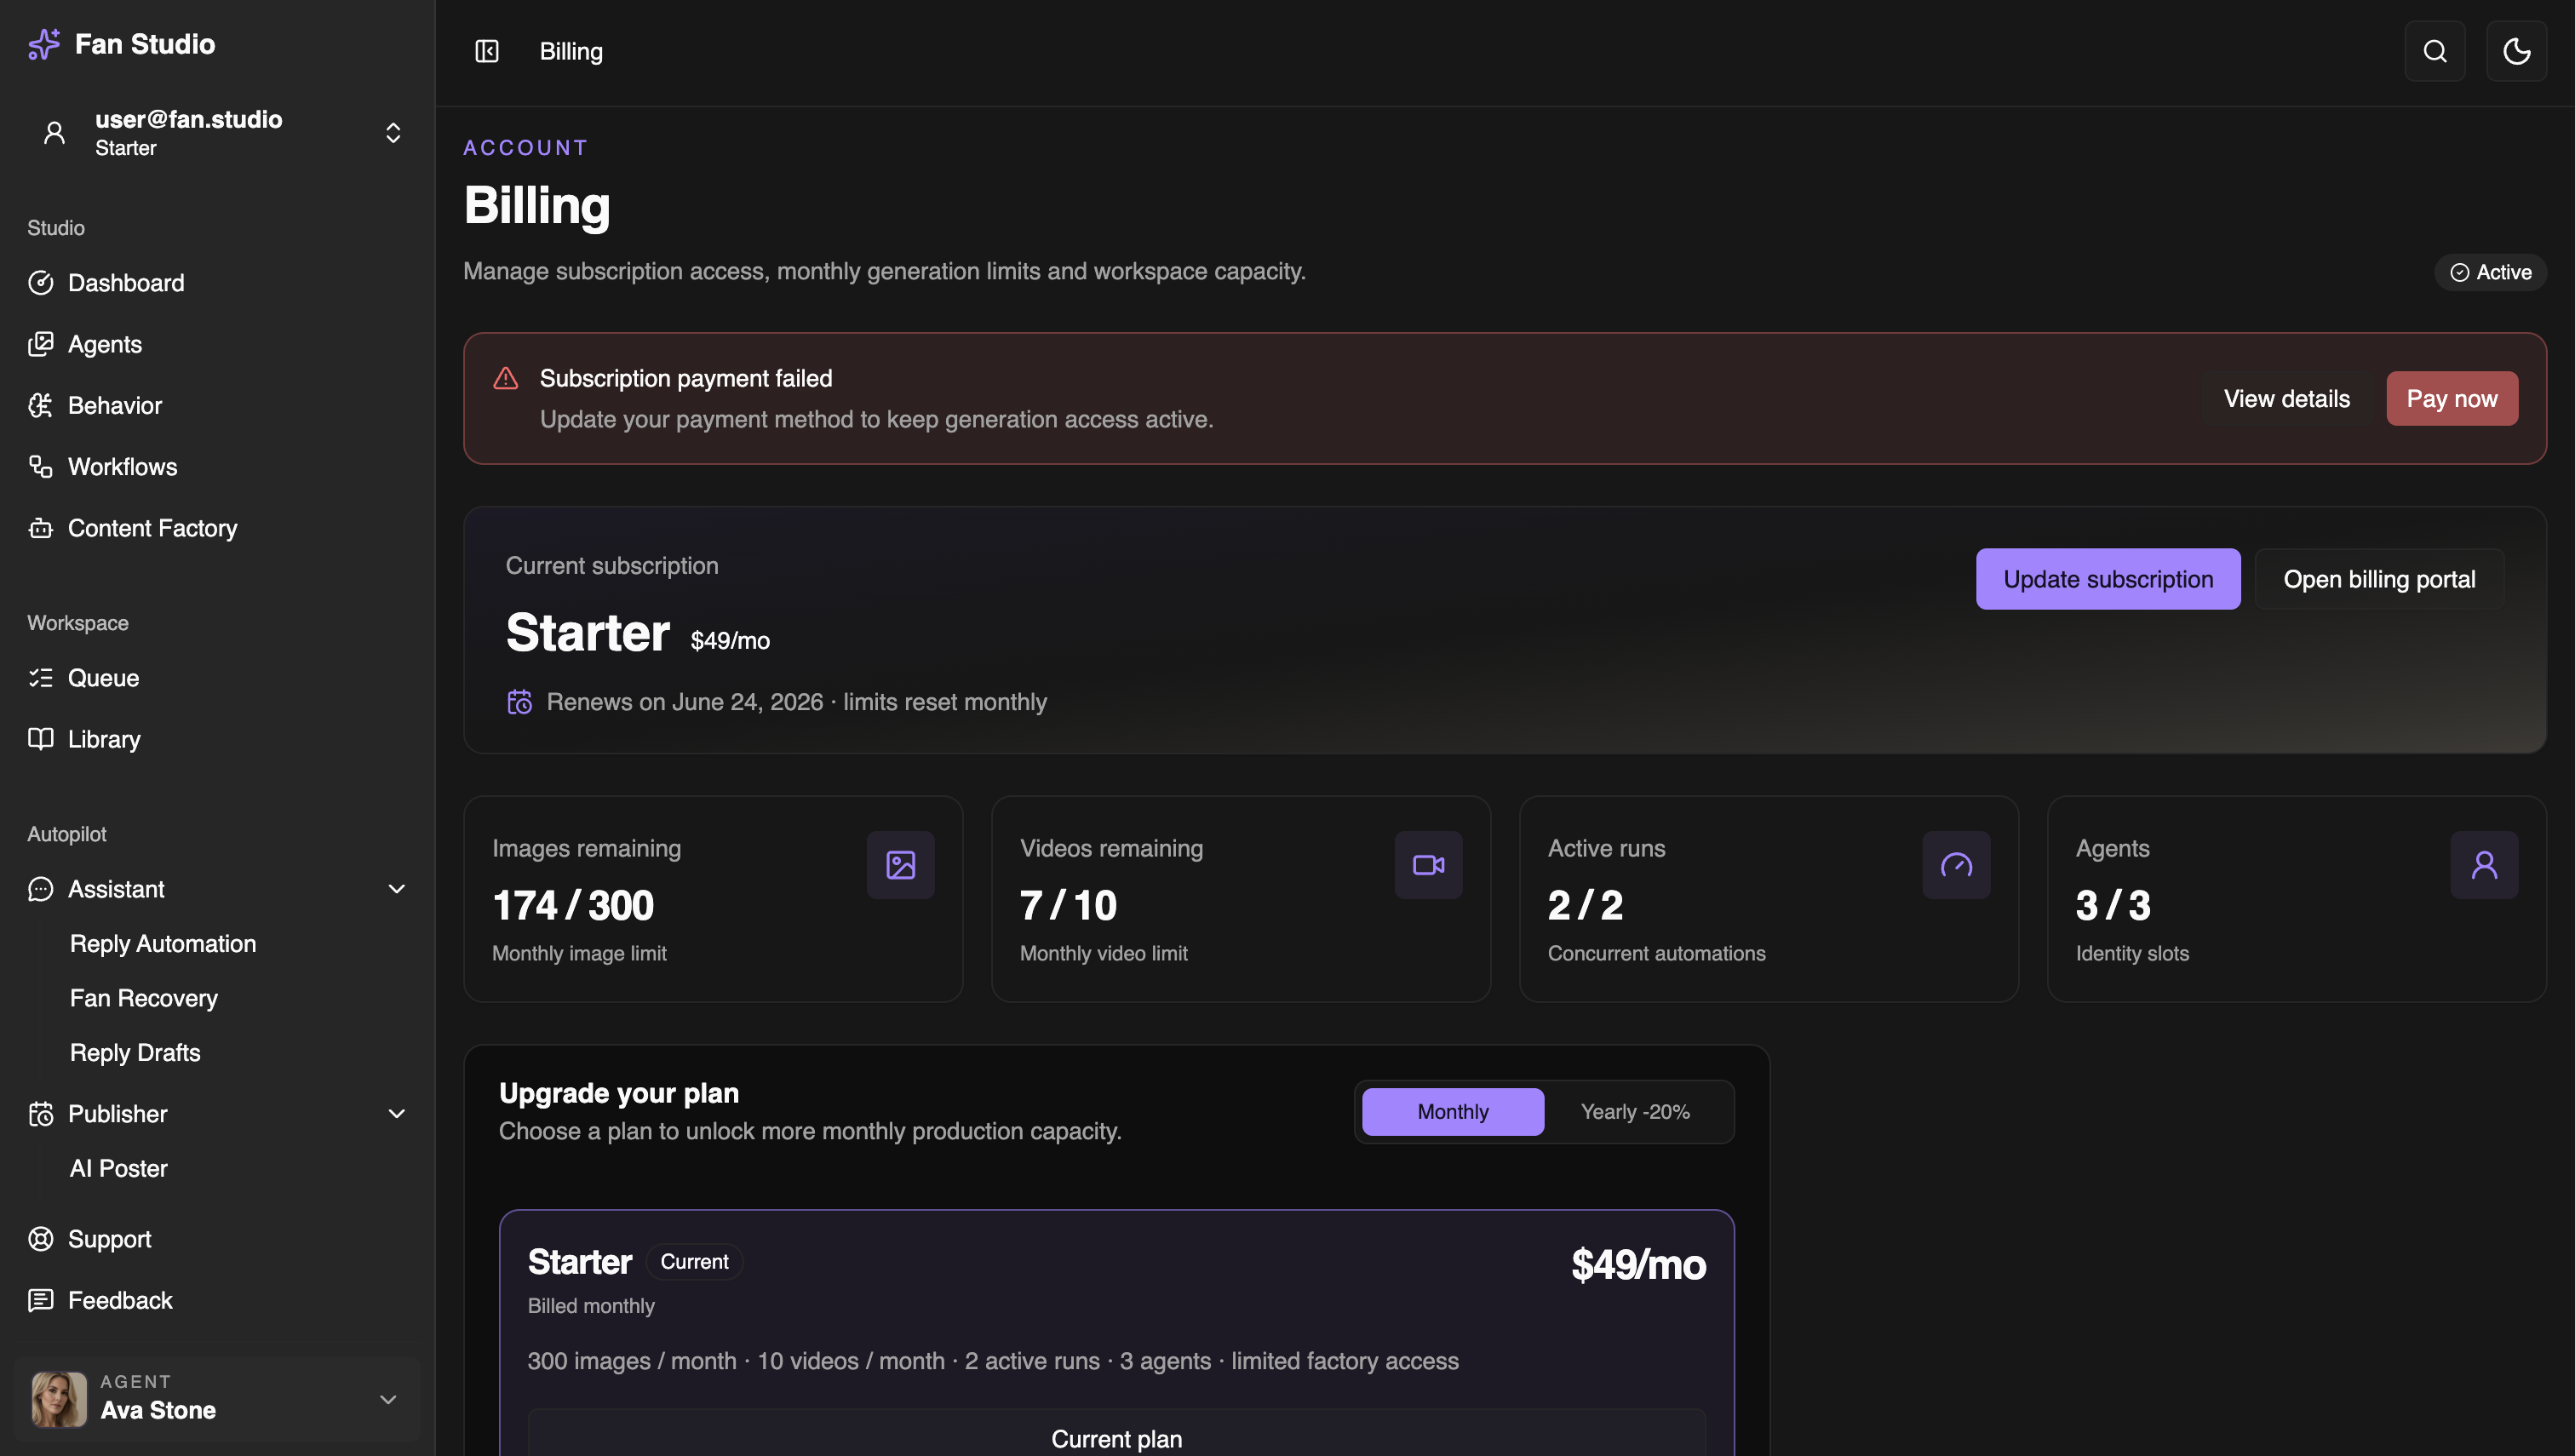 Fan Studio
user@fan.studio
Starter
Studio
Dashboard
Agents
Behavior
Workflows
Content Factory
Workspace
Queue
Library
Autopilot
Assistant
Reply Automation
Fan Recovery
Reply Drafts
Publisher
AI Poster
Support
Feedback
AGENT
Ava Stone
Billing
ACCOUNT
Billing
Manage subscription access, monthly generation limits and workspace capacity.
Active
Subscription payment failed
Update your payment method to keep generation access active.
View details
Pay now
Current subscription
Starter $49/mo
Renews on June 24, 2026 · limits reset monthly
Update subscription
Open billing portal
Images remaining
174 / 300
Monthly image limit
Videos remaining
7 / 10
Monthly video limit
Active runs
2 / 2
Concurrent automations
Agents
3 / 3
Identity slots
Upgrade your plan
Choose a plan to unlock more monthly production capacity.
Monthly
Yearly -20%
Starter Current
$49/mo
Billed monthly
300 images / month · 10 videos / month · 2 active runs · 3 agents · limited factory access
Current plan